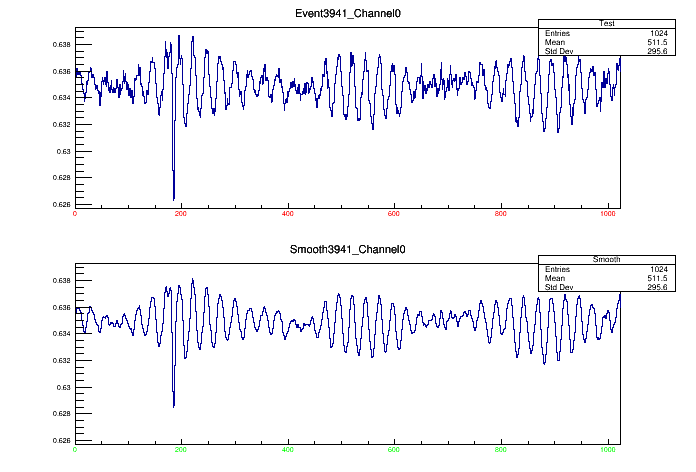 Event3941_Channel0
Test
Entries 1024
Mean 511.5
Std Dev 295.6
0.638
0.636
0.634
0.632
0.63
0.628
0.626
0 200 400 600 800 1000
Smooth3941_Channel0
Smooth
Entries 1024
Mean 511.5
Std Dev 295.6
0.638
0.636
0.634
0.632
0.63
0.628
0.626
0 200 400 600 800 1000